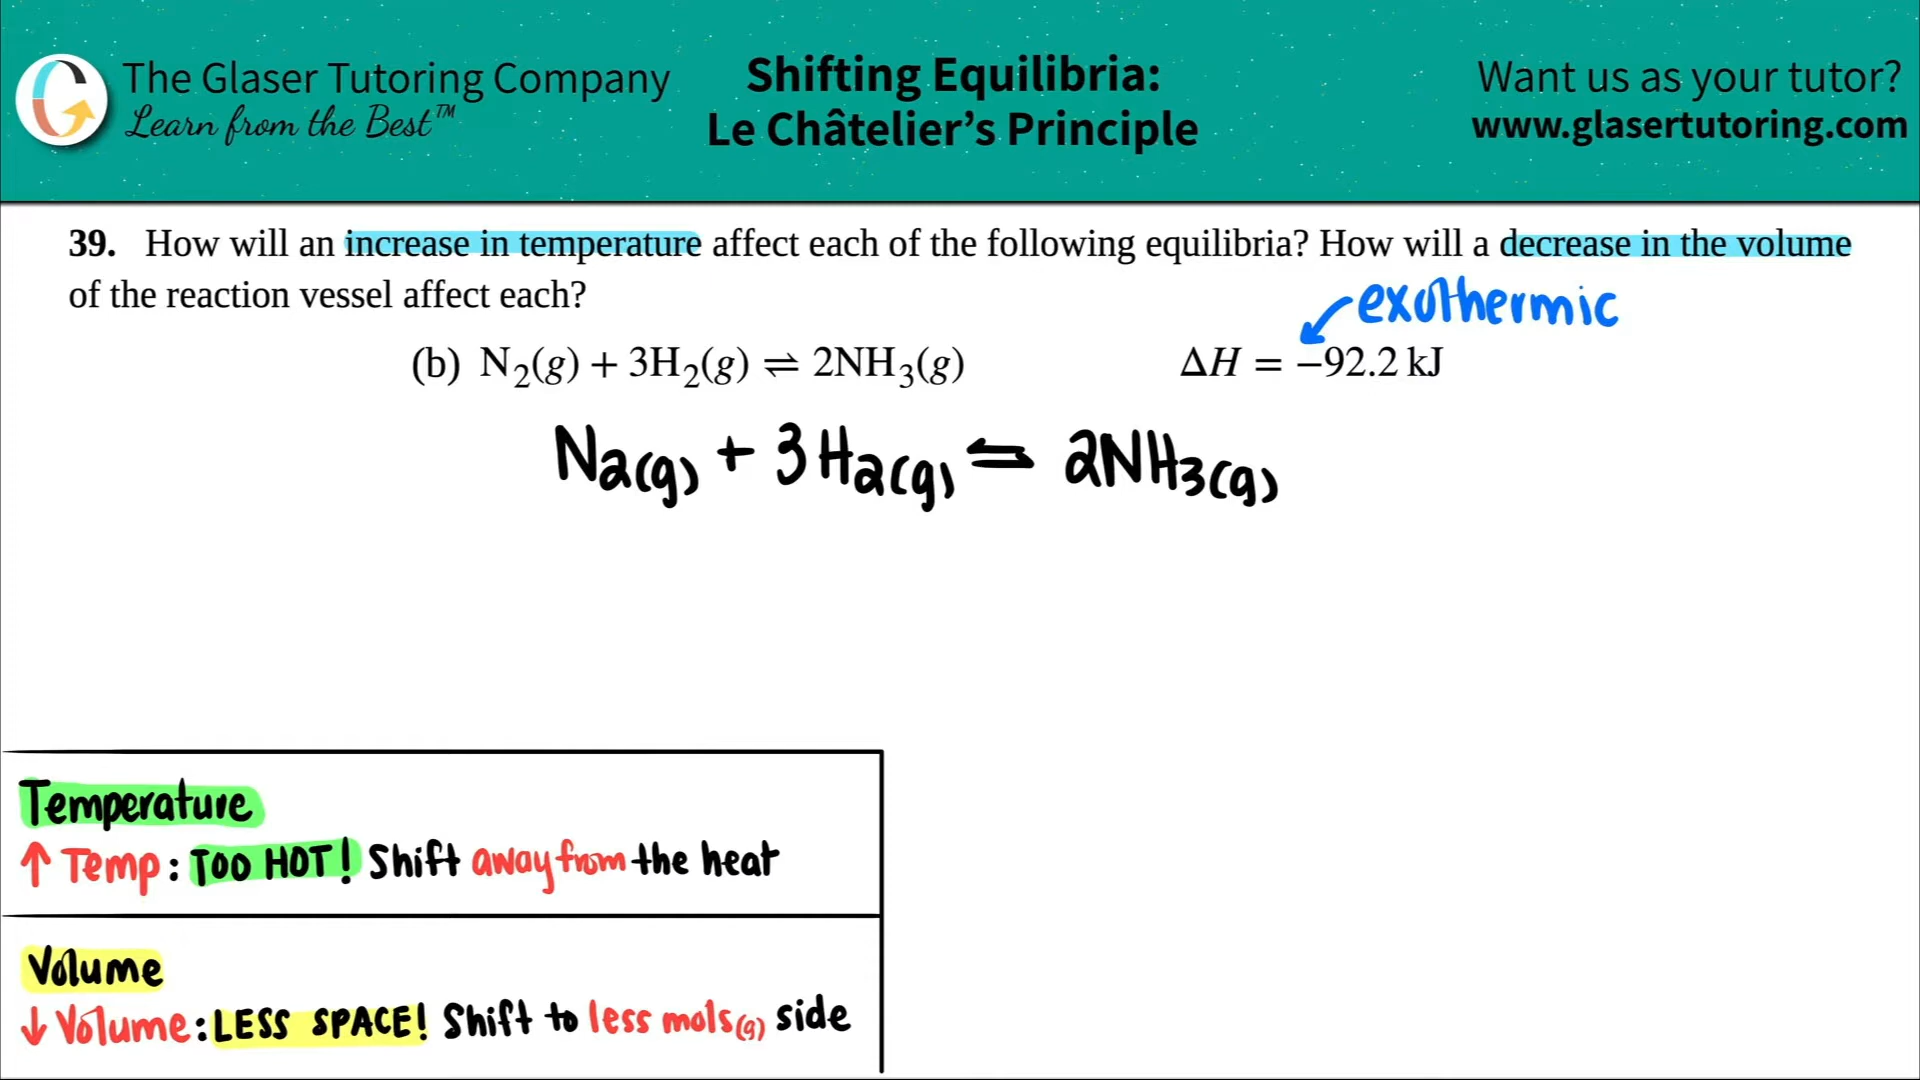 The Glaser Tutoring Company
Learn from the Best™
Shifting Equilibria:
Le Châtelier’s Principle
Want us as your tutor?
www.glasertutoring.com
39. How will an increase in temperature affect each of the following equilibria? How will a decrease in the volume
of the reaction vessel affect each?
exothermic
(b) N₂(g) + 3H₂(g) ⇌ 2NH₃(g) ΔH = −92.2 kJ
N₂(g) + 3H₂(g) ⇌ 2NH₃(g)
Temperature
↑ Temp: TOO HOT! Shift away from the heat
Volume
↓ Volume: LESS SPACE! Shift to less mols(g) side